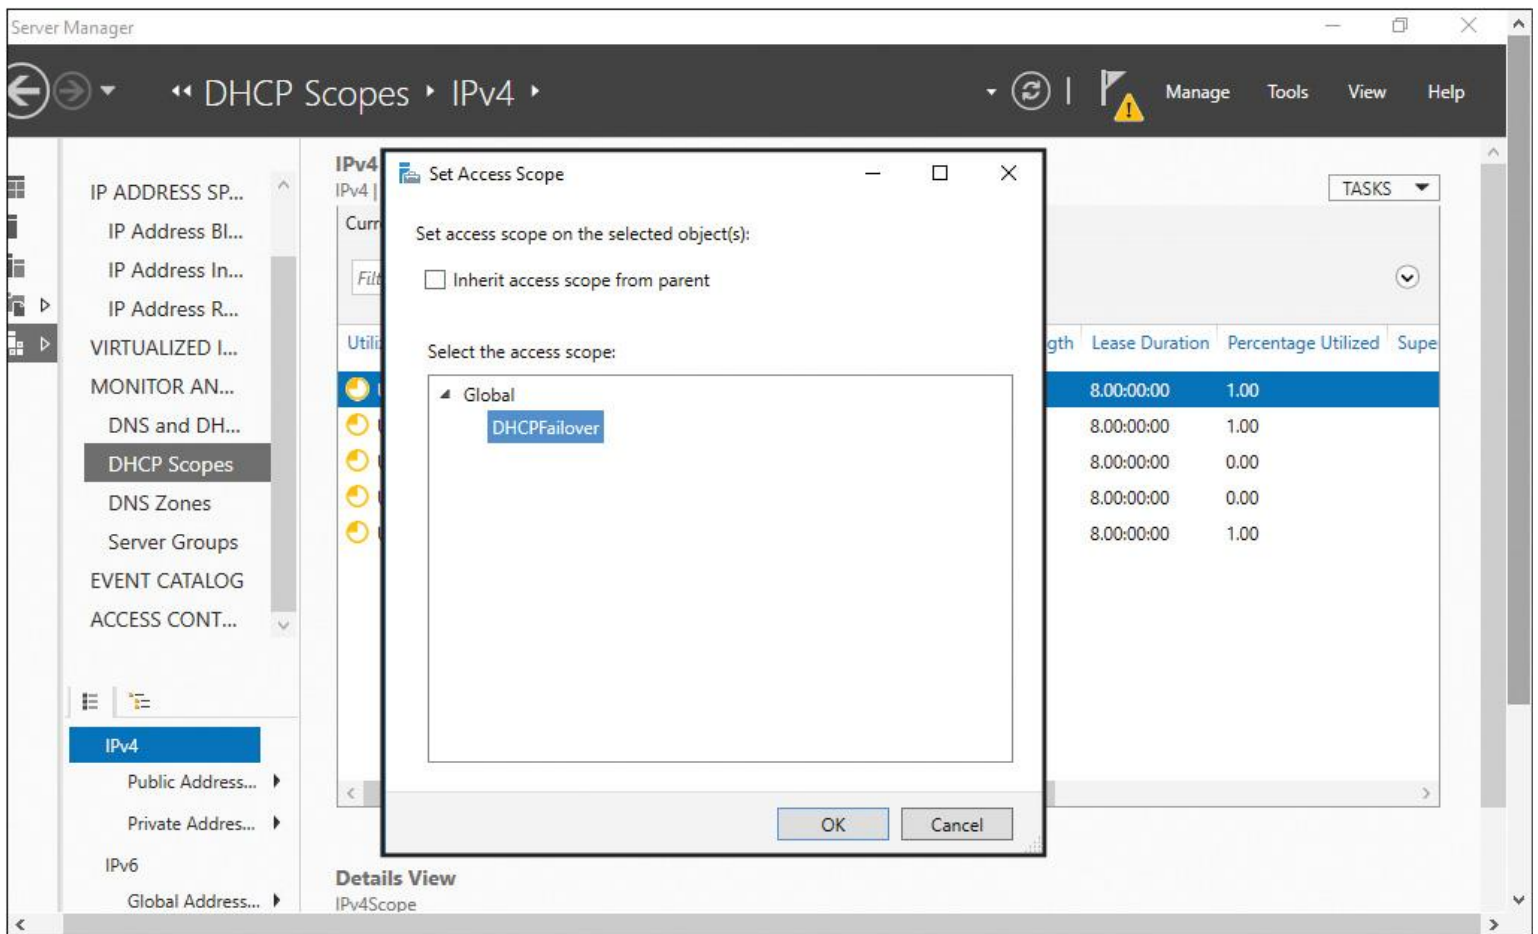 Server Manager
DHCP Scopes IPv4
Manage Tools View Help
IP ADDRESS SP...
IP Address Bl...
IP Address In...
IP Address R...
VIRTUALIZED I...
MONITOR AN...
DNS and DH...
DHCP Scopes
DNS Zones
Server Groups
EVENT CATALOG
ACCESS CONT...
IPv4
Public Address...
Private Addres...
IPv6
Global Address...
IPv4
IPv4 |
TASKS
Curr
Filt
Utiliz
gth Lease Duration Percentage Utilized Supe
8.00:00:00 1.00
8.00:00:00 1.00
8.00:00:00 0.00
8.00:00:00 0.00
8.00:00:00 1.00
Set Access Scope
Set access scope on the selected object(s):
Inherit access scope from parent
Select the access scope:
Global
DHCPFailover
OK Cancel
Details View
IPv4Scope